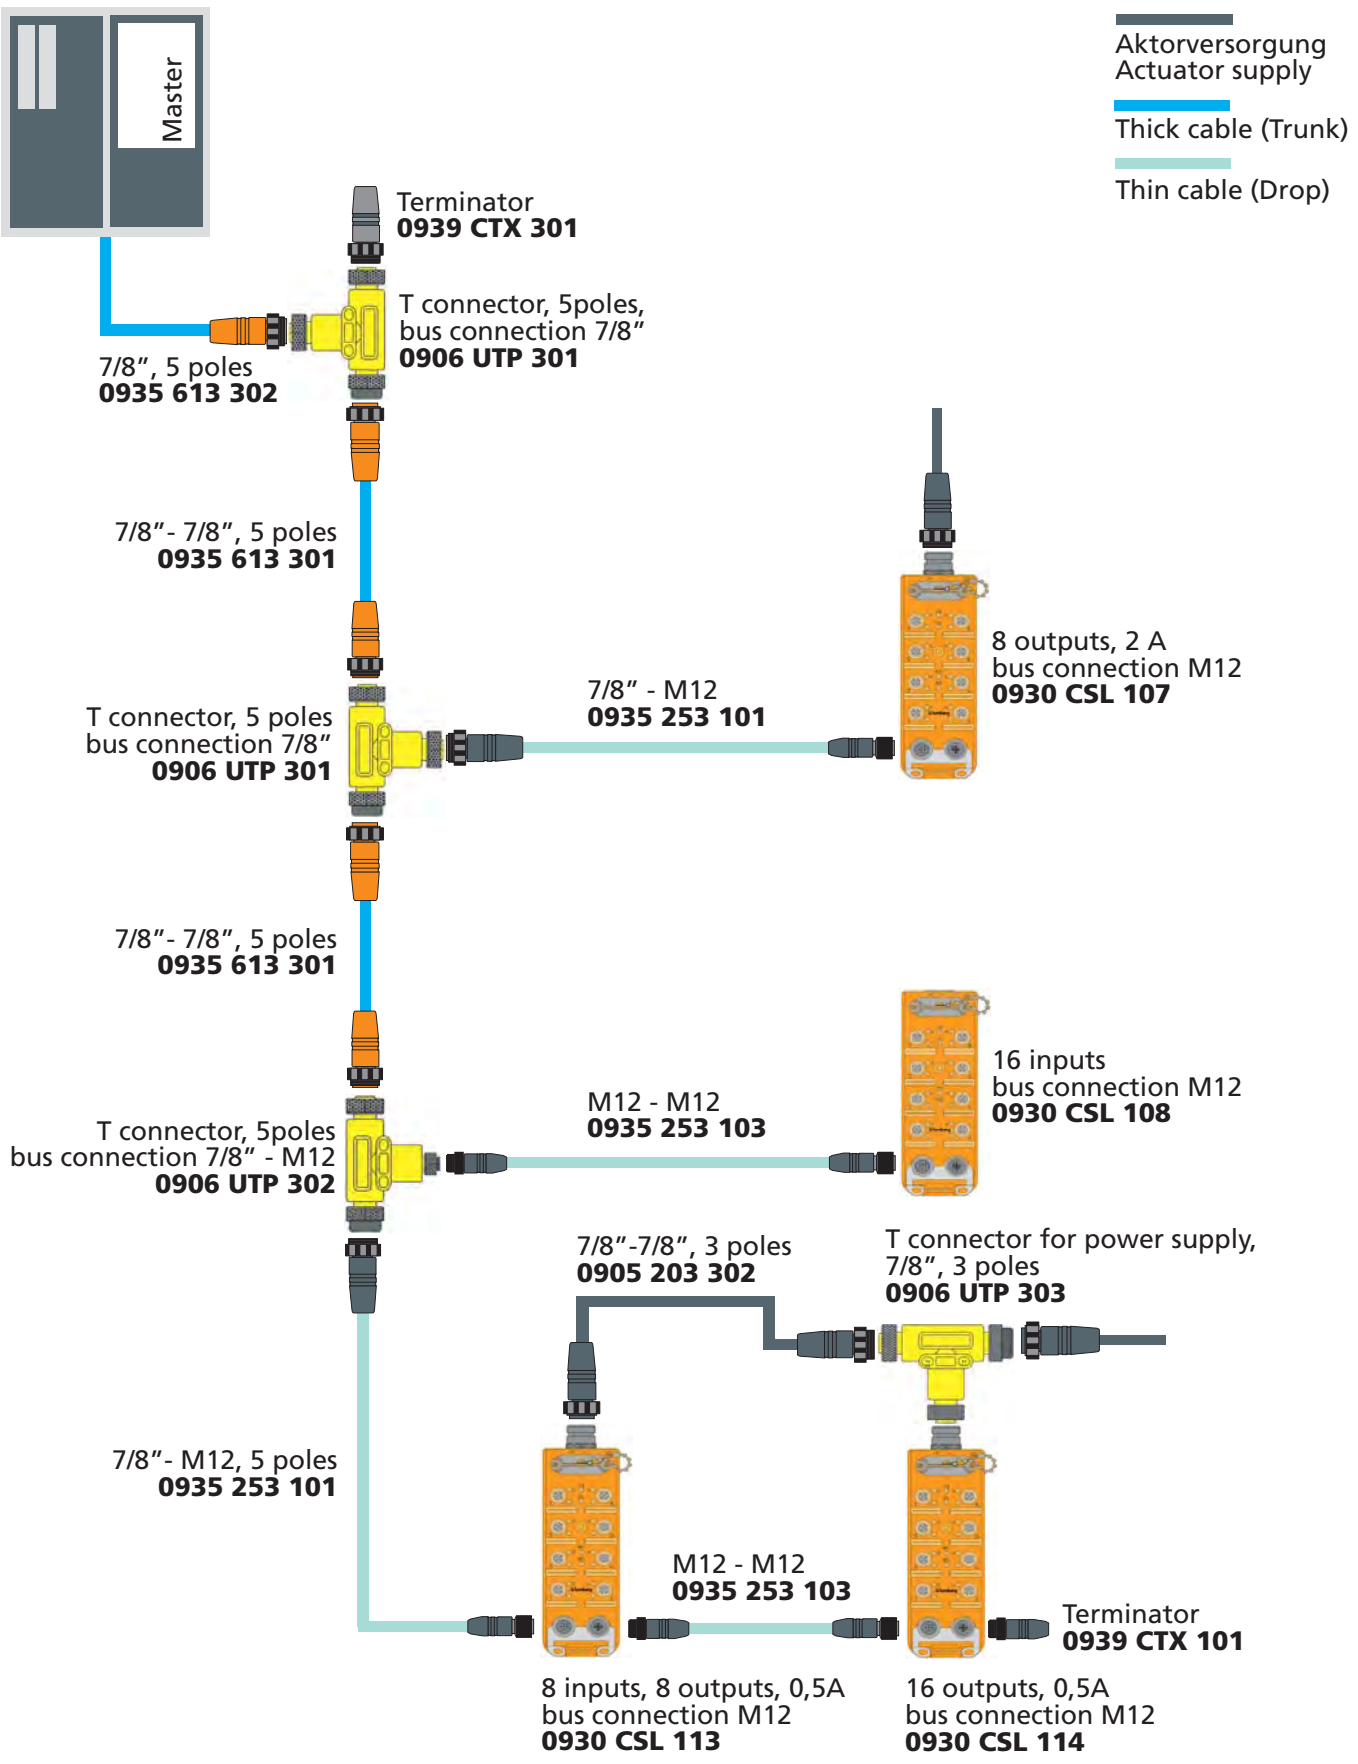 Master
Aktorversorgung
Actuator supply
Thick cable (Trunk)
Thin cable (Drop)
Terminator
0939 CTX 301
T connector, 5poles,
bus connection 7/8”
0906 UTP 301
7/8”, 5 poles
0935 613 302
7/8”- 7/8”, 5 poles
0935 613 301
8 outputs, 2 A
bus connection M12
0930 CSL 107
7/8” - M12
0935 253 101
T connector, 5 poles
bus connection 7/8”
0906 UTP 301
7/8”- 7/8”, 5 poles
0935 613 301
16 inputs
bus connection M12
0930 CSL 108
M12 - M12
0935 253 103
T connector, 5poles
bus connection 7/8” - M12
0906 UTP 302
7/8”-7/8”, 3 poles
0905 203 302
T connector for power supply,
7/8”, 3 poles
0906 UTP 303
7/8”- M12, 5 poles
0935 253 101
M12 - M12
0935 253 103
Terminator
0939 CTX 101
8 inputs, 8 outputs, 0,5A
bus connection M12
0930 CSL 113
16 outputs, 0,5A
bus connection M12
0930 CSL 114